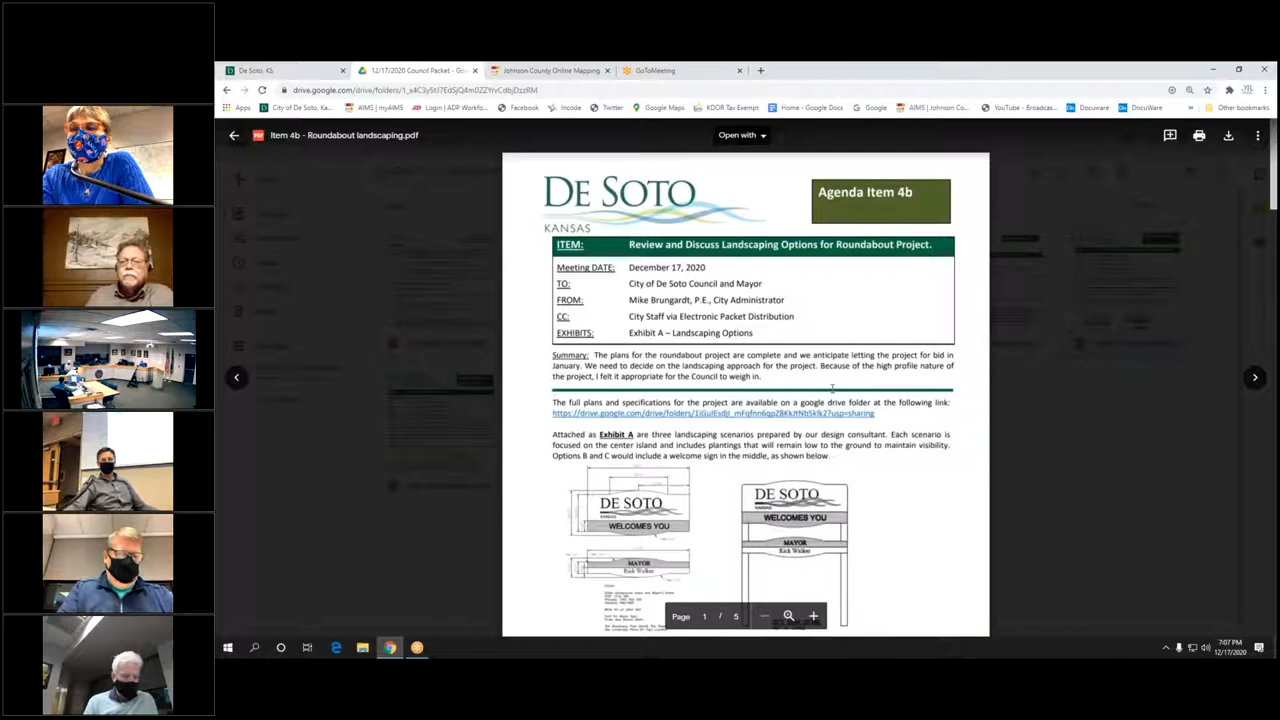 De Soto, KS
12/17/2020 Council Packet - Go
Johnson County Online Mapping
GoToMeeting
Apps
City of De Soto, Ka...
AIMS | myAIMS
Login | ADP Workfo...
Facebook
Incode
Twitter
Google Maps
KDOR Tax Exempt
Home - Google Docs
Google
AIMS | Johnson Co...
YouTube - Broadcas...
Docuware
DocuWare
Other bookmarks
Item 4b - Roundabout landscaping.pdf
Open with
DE SOTO
KANSAS
Agenda Item 4b
ITEM: Review and Discuss Landscaping Options for Roundabout Project.
Meeting DATE: December 17, 2020
TO: City of De Soto Council and Mayor
FROM: Mike Brungardt, P.E., City Administrator
CC: City Staff via Electronic Packet Distribution
EXHIBITS: Exhibit A – Landscaping Options
Summary: The plans for the roundabout project are complete and we anticipate letting the project for bid in
January. We need to decide on the landscaping approach for the project. Because of the high profile nature of
the project, I felt it appropriate for the Council to weigh in.
The full plans and specifications for the project are available on a google drive folder at the following link:
Attached as Exhibit A are three landscaping scenarios prepared by our design consultant. Each scenario is
focused on the center island and includes plantings that will remain low to the ground to maintain visibility.
Options B and C would include a welcome sign in the middle, as shown below.
DE SOTO
KANSAS
WELCOMES YOU
MAYOR
Rick Walker
DE SOTO
KANSAS
WELCOMES YOU
MAYOR
Rick Walker
Page 1 / 5
7:07 PM
12/17/2020